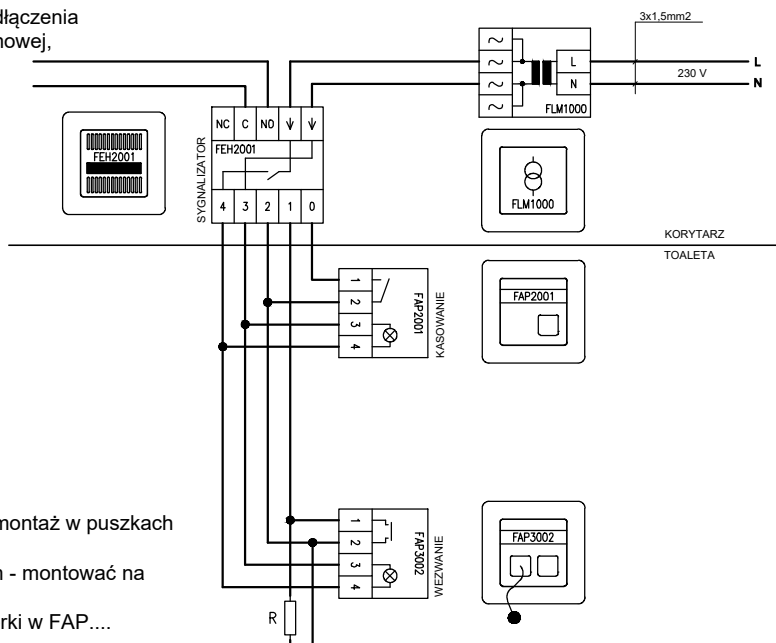 dłączenia
nowej,
3x1,5mm2
L
230 V
N
~
~
~
~
L
N
FLM1000
NC C NO ↓ ↓
FEH2001
4 3 2 1 0
SYGNALIZATOR
FEH2001
FLM1000
KORYTARZ
TOALETA
1
2
3
4
FAP2001
KASOWANIE
FAP2001
montaż w puszkach
n - montować na
rki w FAP....
1
2
3
4
FAP3002
WEZWANIE
FAP3002
R